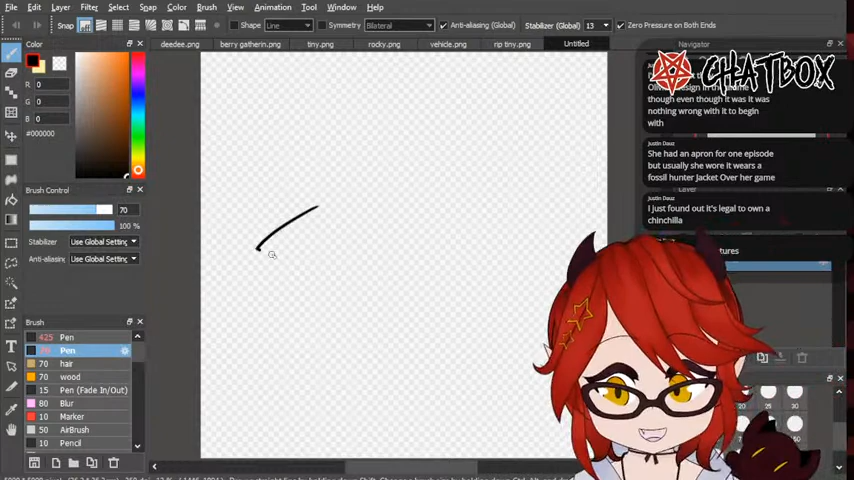 File Edit Layer Filter Select Snap Color Brush View Animation Tool Window Help
Snap Shape Line Symmetry Bilateral Anti-aliasing (Global) Stabilizer (Global) 13 Zero Pressure on Both Ends
deedee.png berry gatherin.png tiny.png rocky.png vehicle.png rip tiny.png Untitled
Color
R 0
G 0
B 0
#000000
Brush Control
70
100 %
Stabilizer Use Global Setting
Anti-aliasing Use Global Setting
Brush
425 Pen
Pen
70 hair
70 wood
15 Pen (Fade In/Out)
80 Blur
10 Marker
50 AirBrush
10 Pencil
Navigator
CHATBOX
though even though it was it was
nothing wrong with it to begin
with
Justin Dauz
She had an apron for one episode
but usually she wore it wears a
fossil hunter jacket Over her game
Layer
Justin Dauz
I just found out it's legal to own a
chinchilla
tures
20 25 30